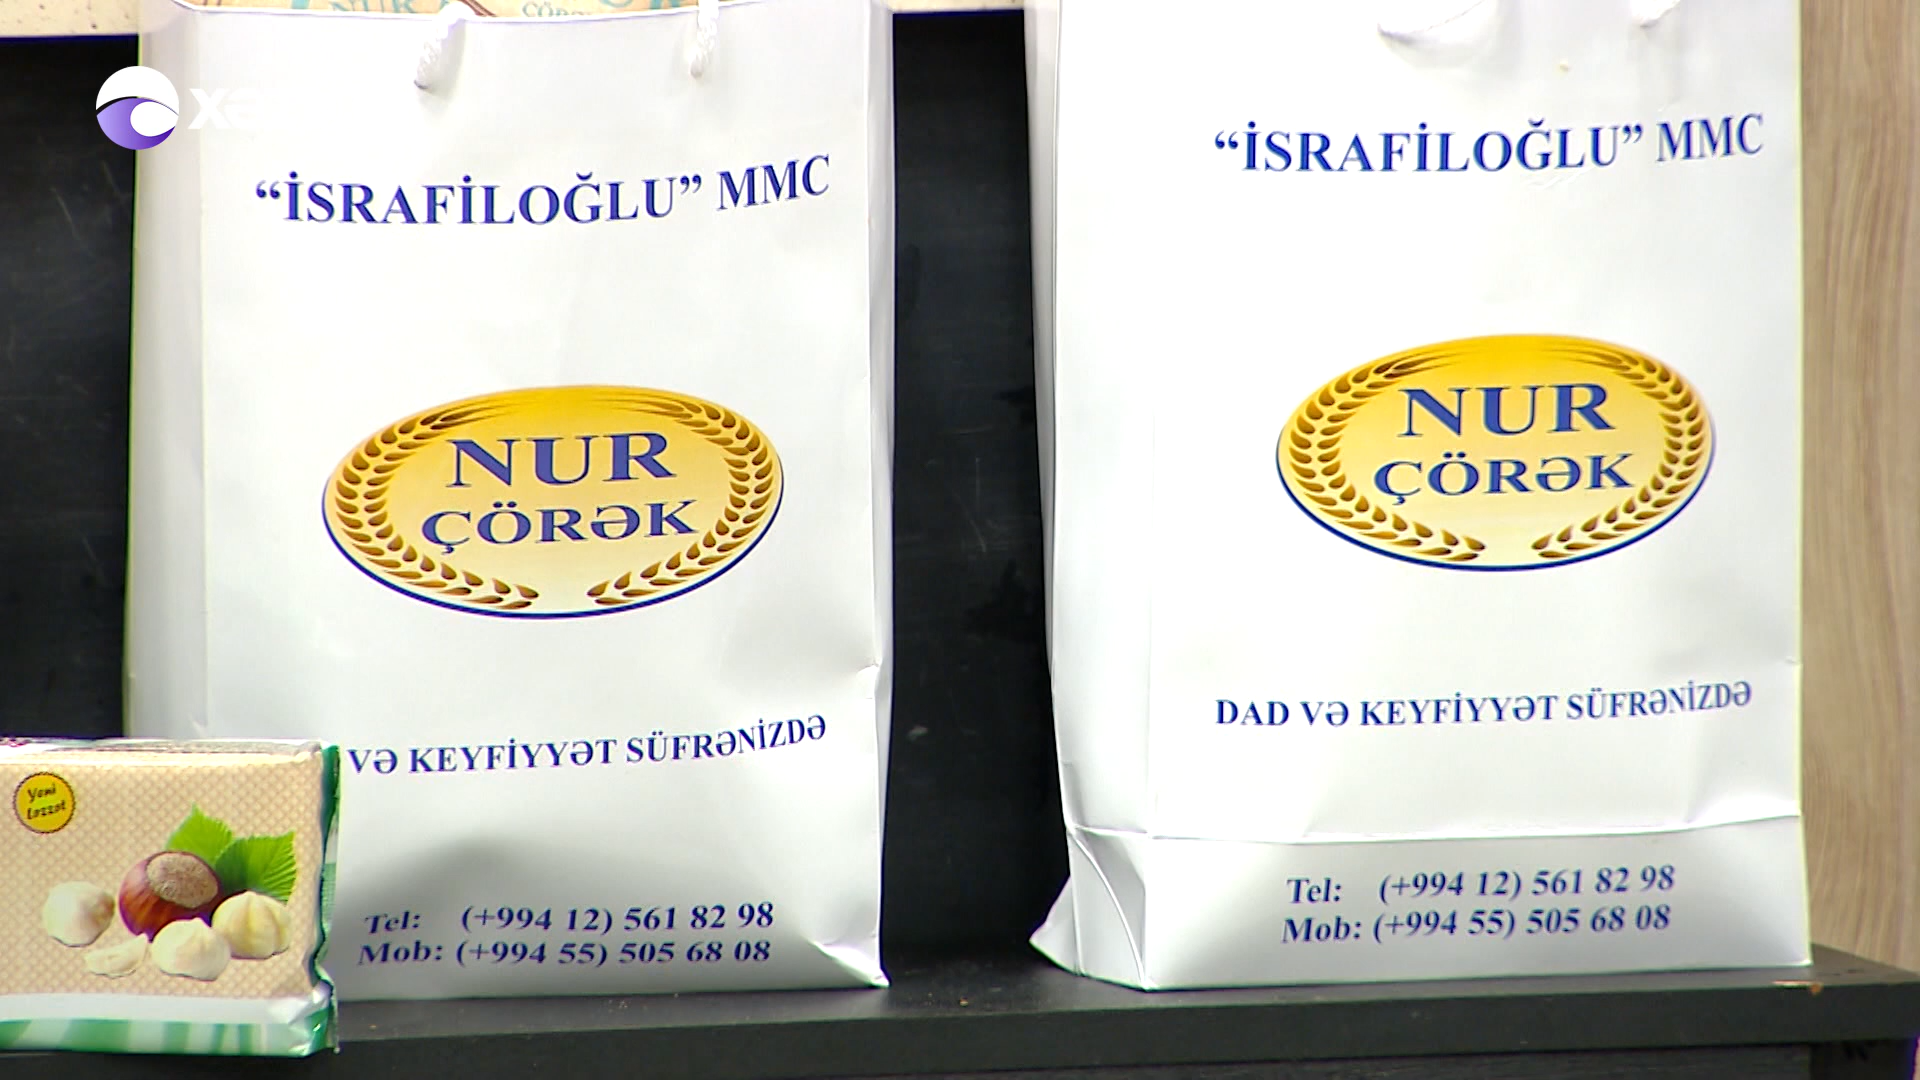 NUR
ÇÖRƏK
"İSRAFİLOĞLU" MMC
NUR
ÇÖRƏK
VƏ KEYFİYYƏT SÜFRƏNİZDƏ
Tel: (+994 12) 561 82 98
Mob: (+994 55) 505 68 08
"İSRAFİLOĞLU" MMC
NUR
ÇÖRƏK
DAD VƏ KEYFİYYƏT SÜFRƏNİZDƏ
Tel: (+994 12) 561 82 98
Mob: (+994 55) 505 68 08
Yeni